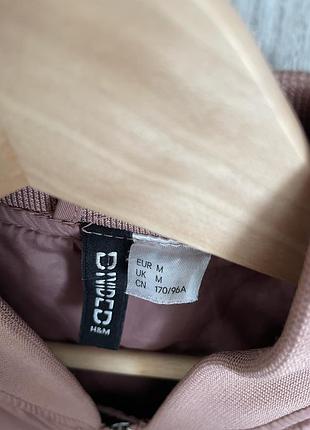 DIVIDED
H&M
EUR M
UK M
CN 170/96A